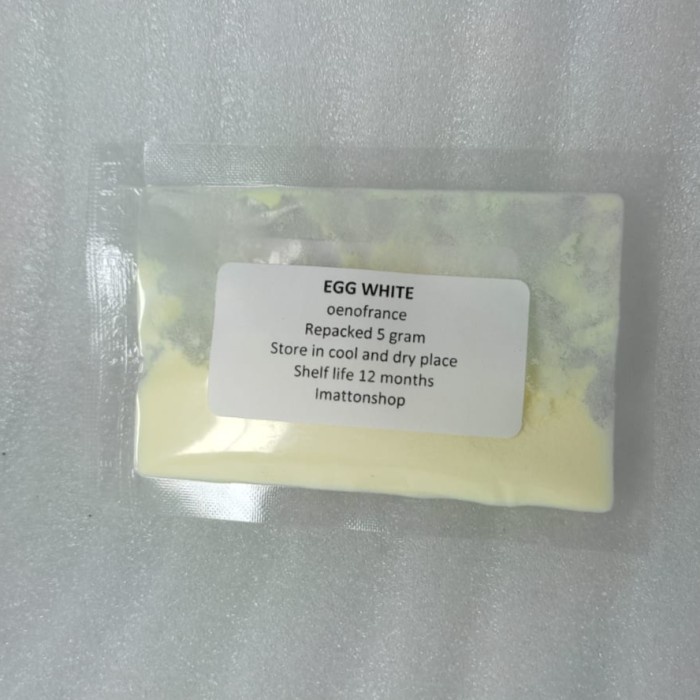 EGG WHITE
oenofrance
Repacked 5 gram
Store in cool and dry place
Shelf life 12 months
Imattonshop